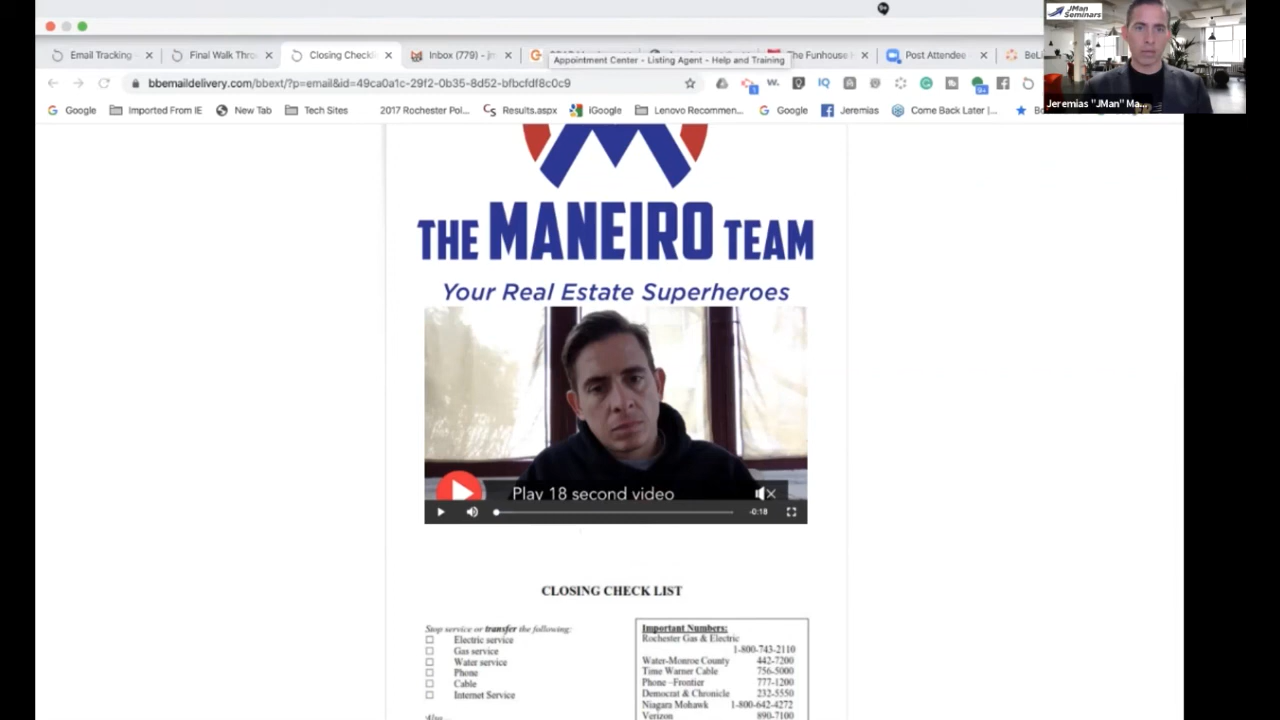 JMan
Seminars
Email Tracking
Final Walk Thro
Closing Check
Inbox (779) - jn
The Funhouse H
Post Attendee
BeLi
Appointment Center - Listing Agent - Help and Training
bbemaildelivery.com/bbext/?p=email&id=49ca0a1c-29f2-0b35-8d52-bfbcfdf8c0c9
Jeremias "JMan" Ma...
Google
Imported From IE
New Tab
Tech Sites
2017 Rochester Pol...
Results.aspx
iGoogle
Lenovo Recommen...
Google
Jeremias
Come Back Later |...
THE MANEIRO TEAM
Your Real Estate Superheroes
Play 18 second video
-0:18
CLOSING CHECK LIST
Stop service or transfer the following:
Electric service
Gas service
Water service
Phone
Cable
Internet Service
Also...
Important Numbers:
Rochester Gas & Electric
1-800-743-2110
Water-Monroe County 442-7200
Time Warner Cable 756-5000
Phone -Frontier 777-1200
Democrat & Chronicle 232-5550
Niagara Mohawk 1-800-642-4272
Verizon 890-7100